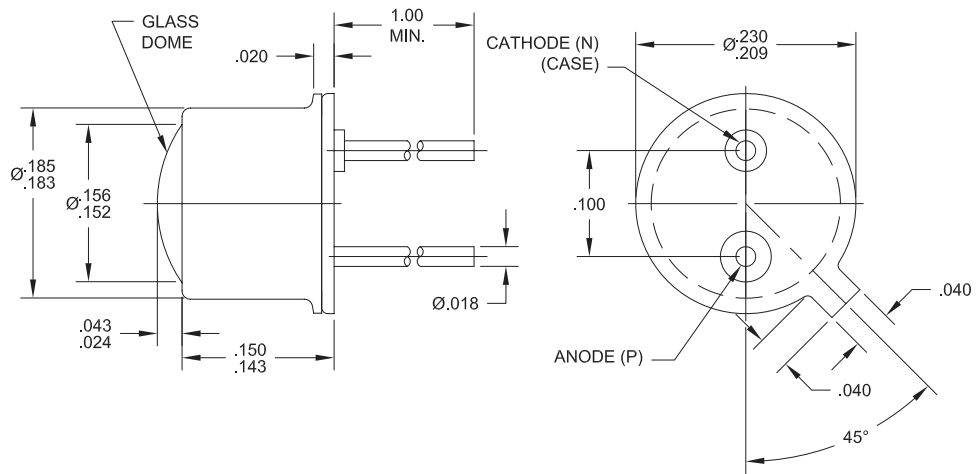 GLASS
DOME
.020
1.00
MIN.
CATHODE (N)
(CASE)
Ø.230
.209
Ø.185
.183
Ø.156
.152
.100
Ø.018
.040
.043
.024
.150
.143
ANODE (P)
.040
45°